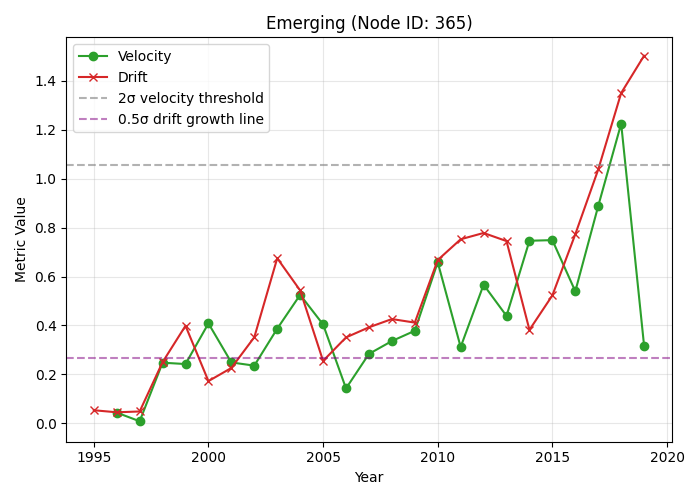 Emerging (Node ID: 365)
Velocity
Drift
2σ velocity threshold
0.5σ drift growth line
Metric Value
1.4
1.2
1.0
0.8
0.6
0.4
0.2
0.0
1995 2000 2005 2010 2015 2020
Year